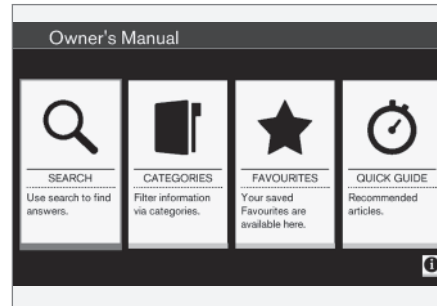 Owner's Manual
SEARCH
Use search to find
answers.
CATEGORIES
Filter information
via categories.
FAVOURITES
Your saved
Favourites are
available here.
QUICK GUIDE
Recommended
articles.
i